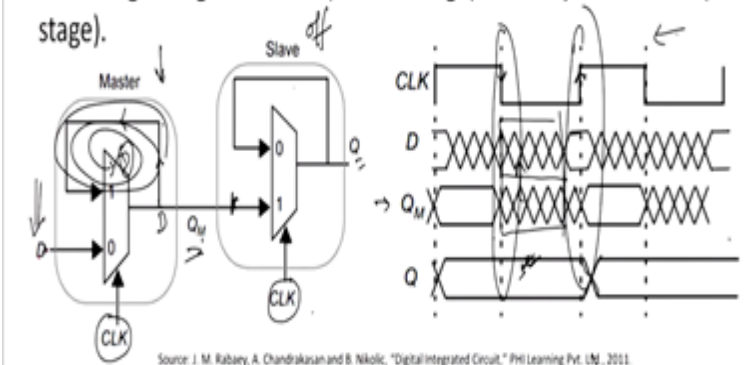 stage).
off
Slave
Master
CLK
D
Q_M
Q
0
1
Q
1
0
D
D
Q_M
CLK
CLK
Source: J. M. Rabaey, A. Chandrakasan and B. Nikolic, "Digital Integrated Circuit," PHI Learning Pvt. Ltd., 2011.